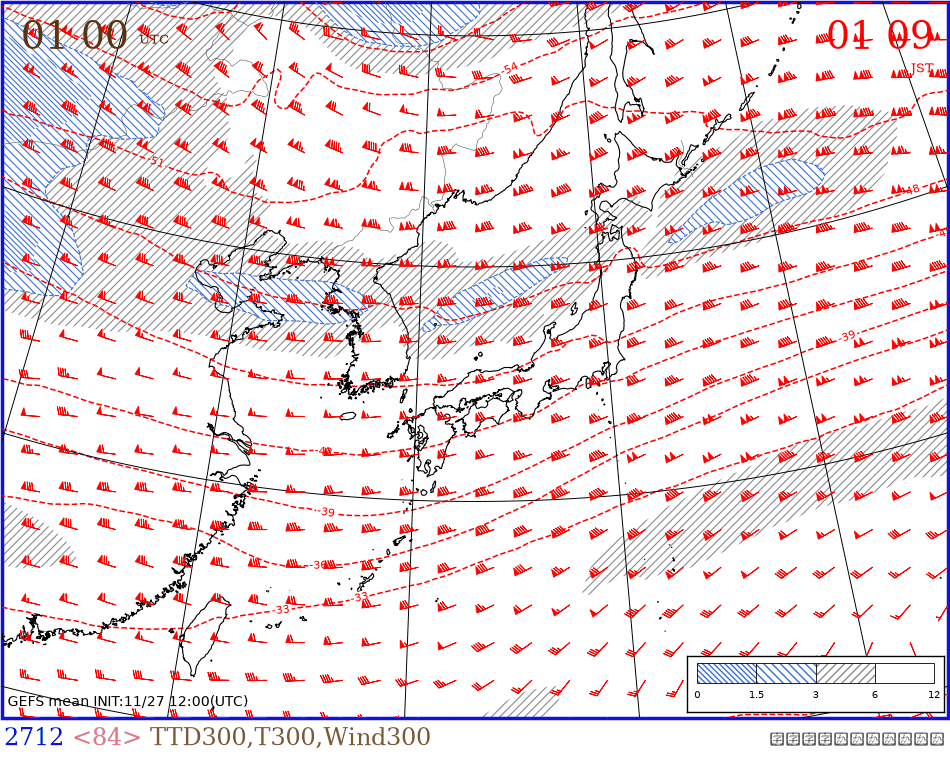 01 00 UTC
01 09
JST
-54
-51
-48
-39
-39
-36
-33
-33
GEFS mean INIT:11/27 12:00(UTC)
0 1.5 3 6 12
2712 <84> TTD300,T300,Wind300